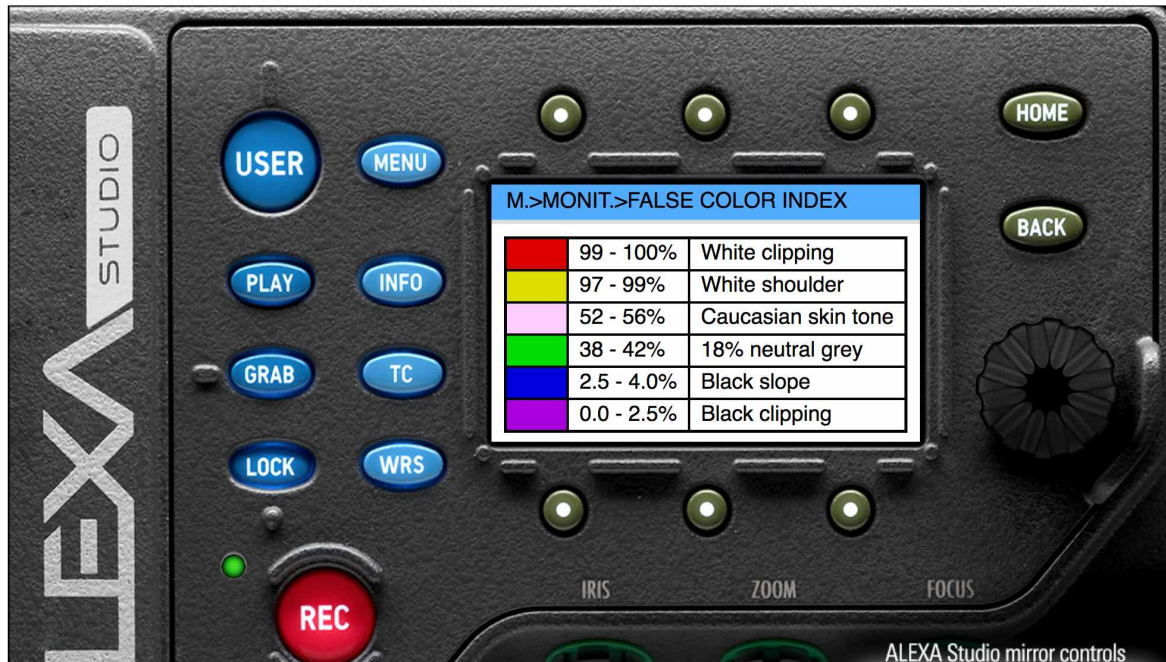 ALEXA
STUDIO
USER
MENU
HOME
BACK
PLAY
INFO
GRAB
TC
LOCK
WRS
REC
M.>MONIT.>FALSE COLOR INDEX
99 - 100% White clipping
97 - 99% White shoulder
52 - 56% Caucasian skin tone
38 - 42% 18% neutral grey
2.5 - 4.0% Black slope
0.0 - 2.5% Black clipping
IRIS
ZOOM
FOCUS
ALEXA Studio mirror controls